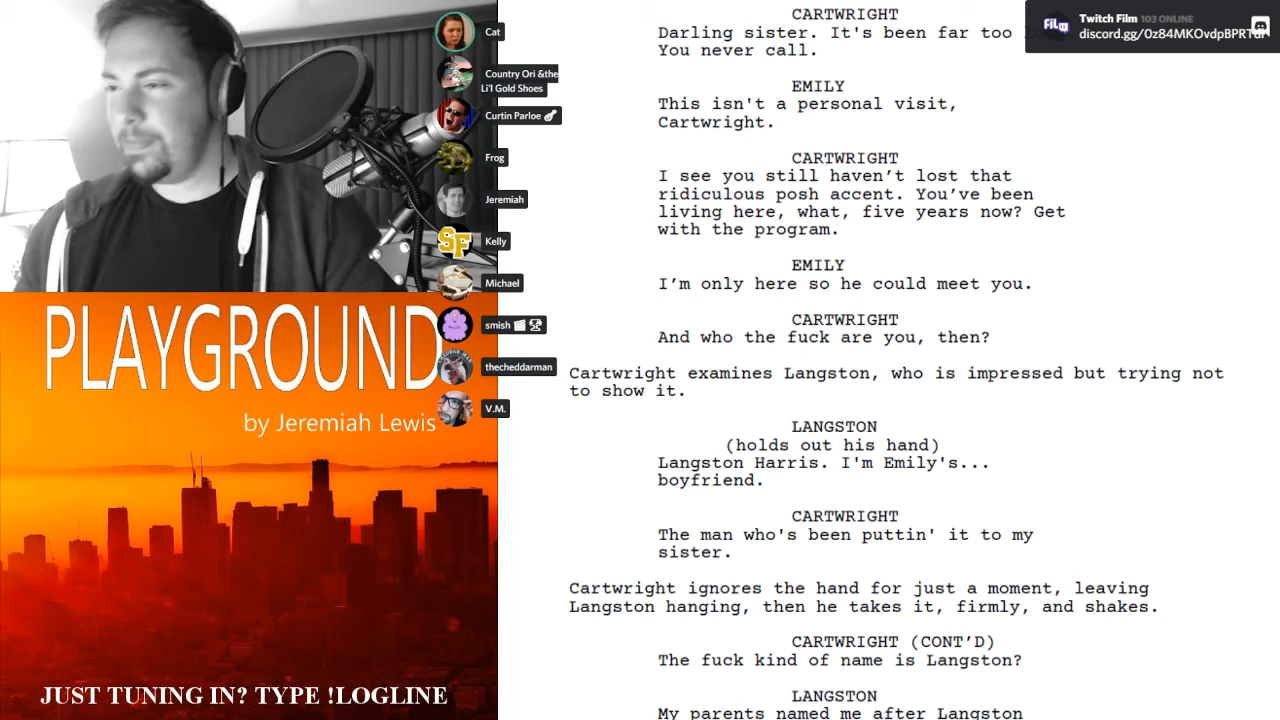 Cat
Country Ori &the
Li'l Gold Shoes
Curtin Parloe
Frog
Jeremiah
Kelly
SF
Michael
smish
thecheddarman
V.M.
PLAYGROUND
by Jeremiah Lewis
JUST TUNING IN? TYPE !LOGLINE
CARTWRIGHT
Darling sister. It's been far too
You never call.
EMILY
This isn't a personal visit,
Cartwright.
CARTWRIGHT
I see you still haven't lost that
ridiculous posh accent. You've been
living here, what, five years now? Get
with the program.
EMILY
I'm only here so he could meet you.
CARTWRIGHT
And who the fuck are you, then?
Cartwright examines Langston, who is impressed but trying not
to show it.
LANGSTON
(holds out his hand)
Langston Harris. I'm Emily's...
boyfriend.
CARTWRIGHT
The man who's been puttin' it to my
sister.
Cartwright ignores the hand for just a moment, leaving
Langston hanging, then he takes it, firmly, and shakes.
CARTWRIGHT (CONT'D)
The fuck kind of name is Langston?
LANGSTON
My parents named me after Langston
Film
Twitch Film 103 ONLINE